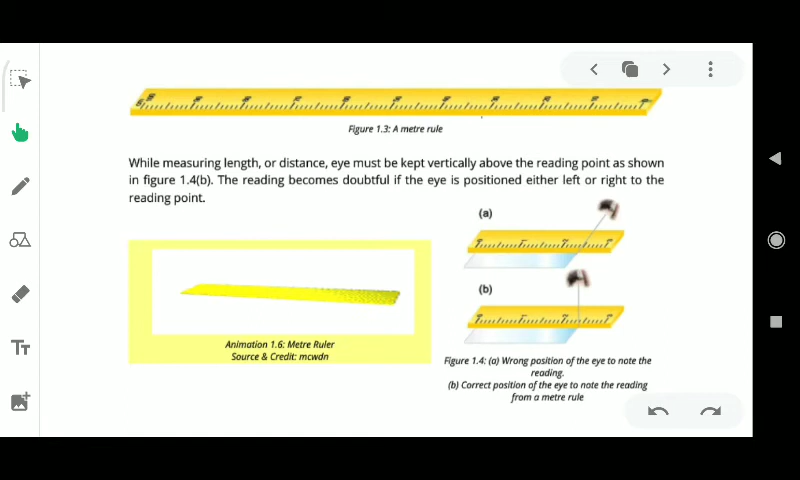 Figure 1.3: A metre rule
While measuring length, or distance, eye must be kept vertically above the reading point as shown
in figure 1.4(b). The reading becomes doubtful if the eye is positioned either left or right to the
reading point.
(a)
(b)
Animation 1.6: Metre Ruler
Source & Credit: mcwdn
Figure 1.4: (a) Wrong position of the eye to note the
reading.
(b) Correct position of the eye to note the reading
from a metre rule
TT